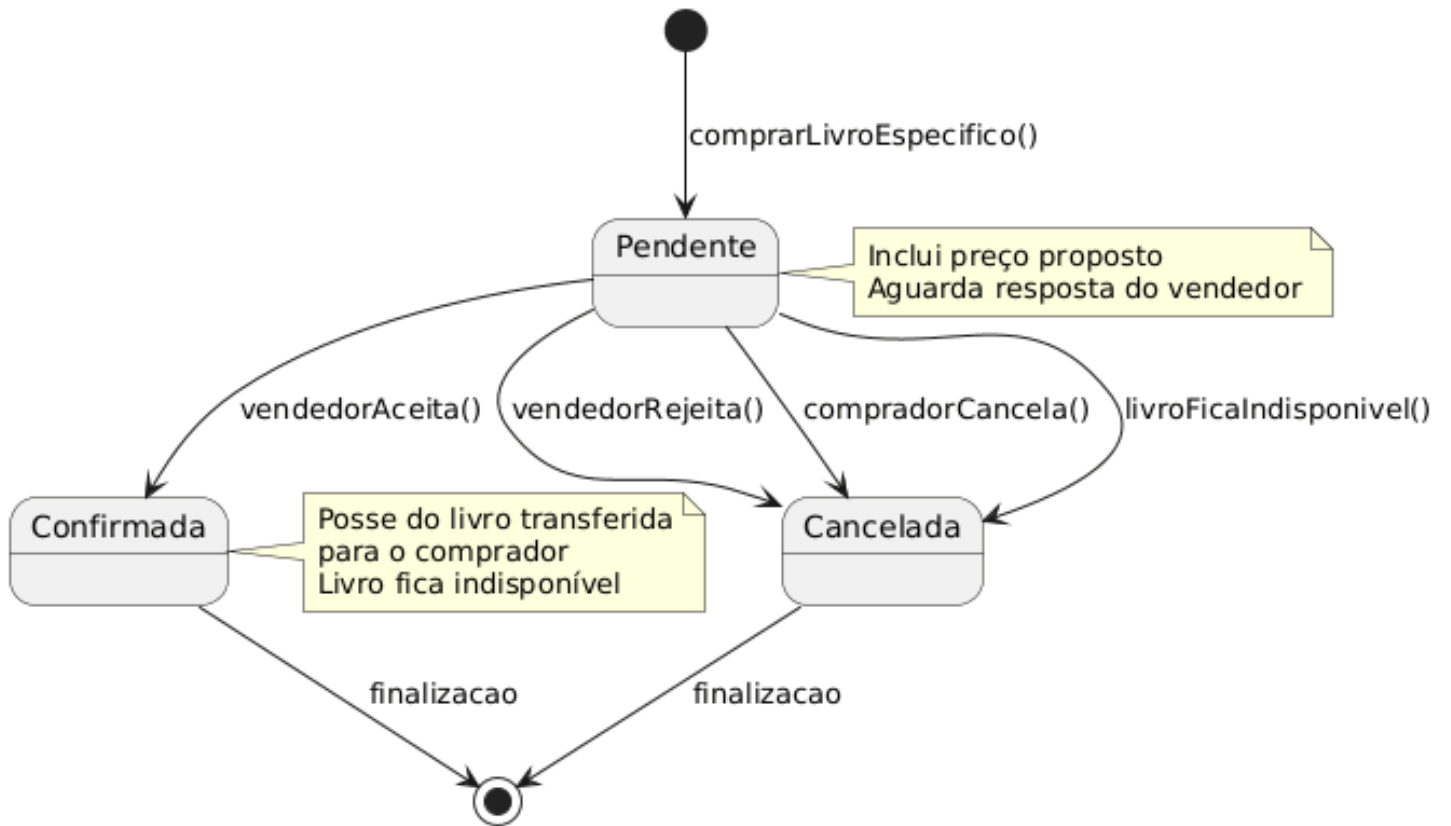 comprarLivroEspecifico()
Pendente
Inclui preço proposto
Aguarda resposta do vendedor
vendedorAceita()
vendedorRejeita()
compradorCancela()
livroFicaIndisponivel()
Confirmada
Posse do livro transferida
para o comprador
Livro fica indisponível
Cancelada
finalizacao
finalizacao